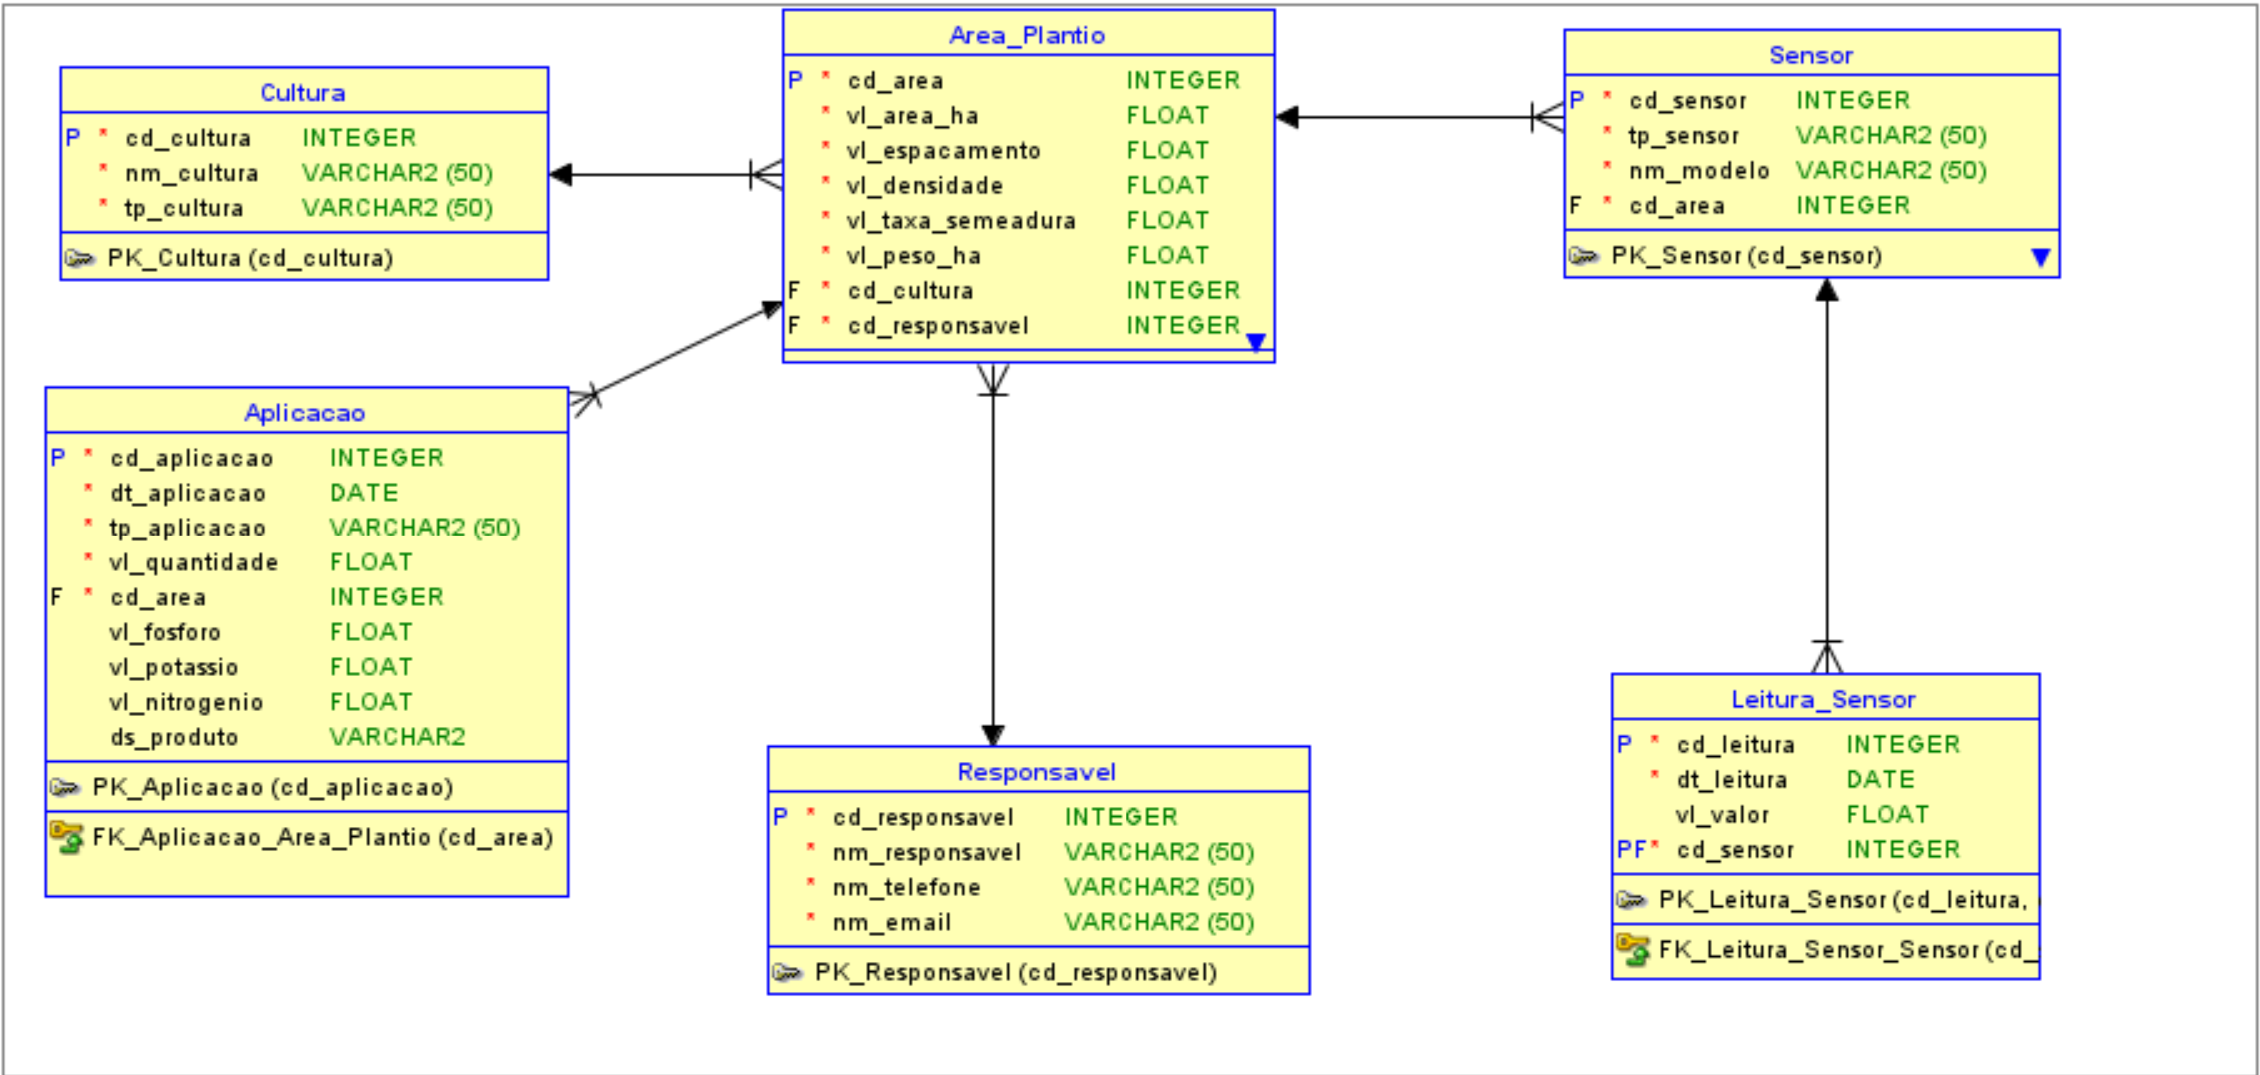 Cultura
P * cd_cultura INTEGER
* nm_cultura VARCHAR2 (50)
* tp_cultura VARCHAR2 (50)
PK_Cultura (cd_cultura)
Area_Plantio
P * cd_area INTEGER
* vl_area_ha FLOAT
* vl_espacamento FLOAT
* vl_densidade FLOAT
* vl_taxa_semeadura FLOAT
* vl_peso_ha FLOAT
F * cd_cultura INTEGER
F * cd_responsavel INTEGER
Sensor
P * cd_sensor INTEGER
* tp_sensor VARCHAR2 (50)
* nm_modelo VARCHAR2 (50)
F * cd_area INTEGER
PK_Sensor (cd_sensor)
Aplicacao
P * cd_aplicacao INTEGER
* dt_aplicacao DATE
* tp_aplicacao VARCHAR2 (50)
* vl_quantidade FLOAT
F * cd_area INTEGER
vl_fosforo FLOAT
vl_potassio FLOAT
vl_nitrogenio FLOAT
ds_produto VARCHAR2
PK_Aplicacao (cd_aplicacao)
FK_Aplicacao_Area_Plantio (cd_area)
Responsavel
P * cd_responsavel INTEGER
* nm_responsavel VARCHAR2 (50)
* nm_telefone VARCHAR2 (50)
* nm_email VARCHAR2 (50)
PK_Responsavel (cd_responsavel)
Leitura_Sensor
P * cd_leitura INTEGER
* dt_leitura DATE
vl_valor FLOAT
PF* cd_sensor INTEGER
PK_Leitura_Sensor (cd_leitura,
FK_Leitura_Sensor_Sensor (cd_